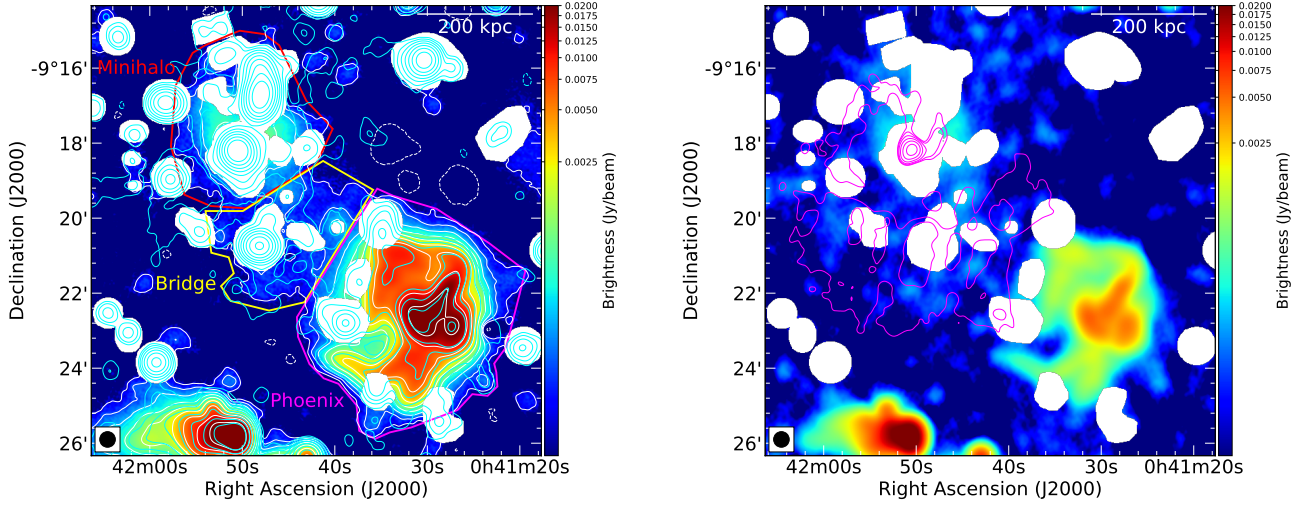 200 kpc
Minihalo
Bridge
Phoenix
-9°16'
18'
20'
22'
24'
26'
42m00s
50s
40s
30s
0h41m20s
Right Ascension (J2000)
Declination (J2000)
0.0200
0.0175
0.0150
0.0125
0.0100
0.0075
0.0050
0.0025
Brightness (Jy/beam)
200 kpc
-9°16'
18'
20'
22'
24'
26'
42m00s
50s
40s
30s
0h41m20s
Right Ascension (J2000)
Declination (J2000)
0.0200
0.0175
0.0150
0.0125
0.0100
0.0075
0.0050
0.0025
Brightness (Jy/beam)